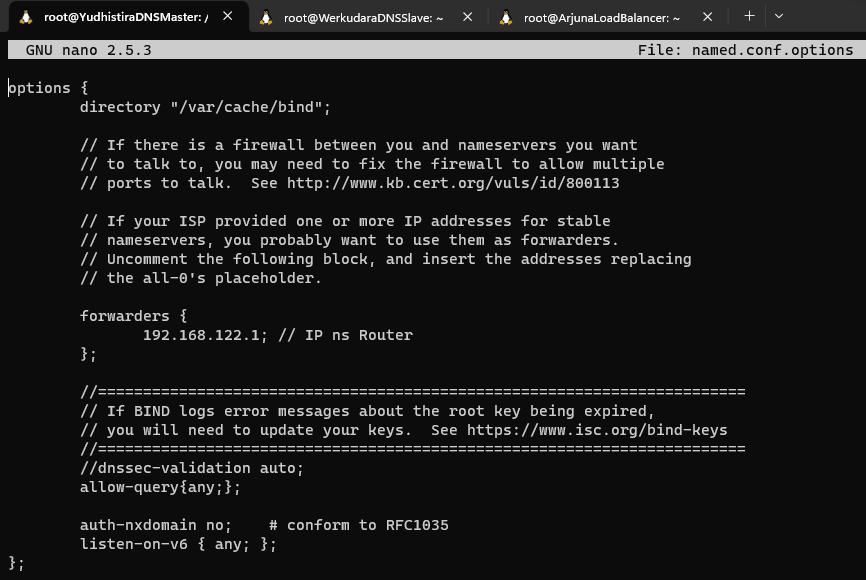 root@YudhistiraDNSMaster: /
root@WerkudaraDNSSlave: ~
root@ArjunaLoadBalancer: ~
GNU nano 2.5.3 File: named.conf.options
options {
directory "/var/cache/bind";
// If there is a firewall between you and nameservers you want
// to talk to, you may need to fix the firewall to allow multiple
// ports to talk.  See http://www.kb.cert.org/vuls/id/800113
// If your ISP provided one or more IP addresses for stable
// nameservers, you probably want to use them as forwarders.
// Uncomment the following block, and insert the addresses replacing
// the all-0's placeholder.
forwarders {
192.168.122.1; // IP ns Router
};
//========================================================================
// If BIND logs error messages about the root key being expired,
// you will need to update your keys.  See https://www.isc.org/bind-keys
//========================================================================
//dnssec-validation auto;
allow-query{any;};
auth-nxdomain no;    # conform to RFC1035
listen-on-v6 { any; };
};